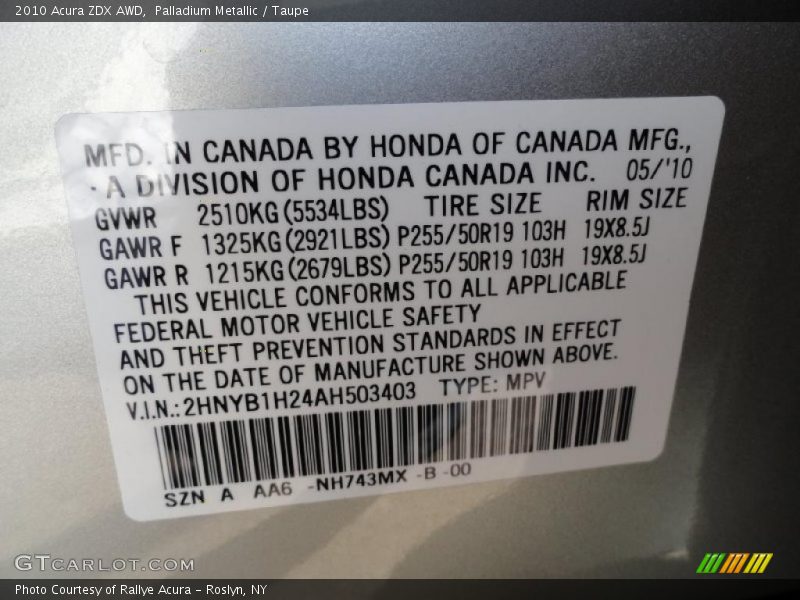 2010 Acura ZDX AWD, Palladium Metallic / Taupe
MFD. IN CANADA BY HONDA OF CANADA MFG.,
· A DIVISION OF HONDA CANADA INC. 05/'10
GVWR 2510KG (5534LBS) TIRE SIZE RIM SIZE
GAWR F 1325KG (2921LBS) P255/50R19 103H 19X8.5J
GAWR R 1215KG (2679LBS) P255/50R19 103H 19X8.5J
THIS VEHICLE CONFORMS TO ALL APPLICABLE
FEDERAL MOTOR VEHICLE SAFETY
AND THEFT PREVENTION STANDARDS IN EFFECT
ON THE DATE OF MANUFACTURE SHOWN ABOVE.
V.I.N.: 2HNYB1H24AH503403 TYPE: MPV
SZN A AA6 -NH743MX -B -00
GTCARLOT.COM
Photo Courtesy of Rallye Acura – Roslyn, NY